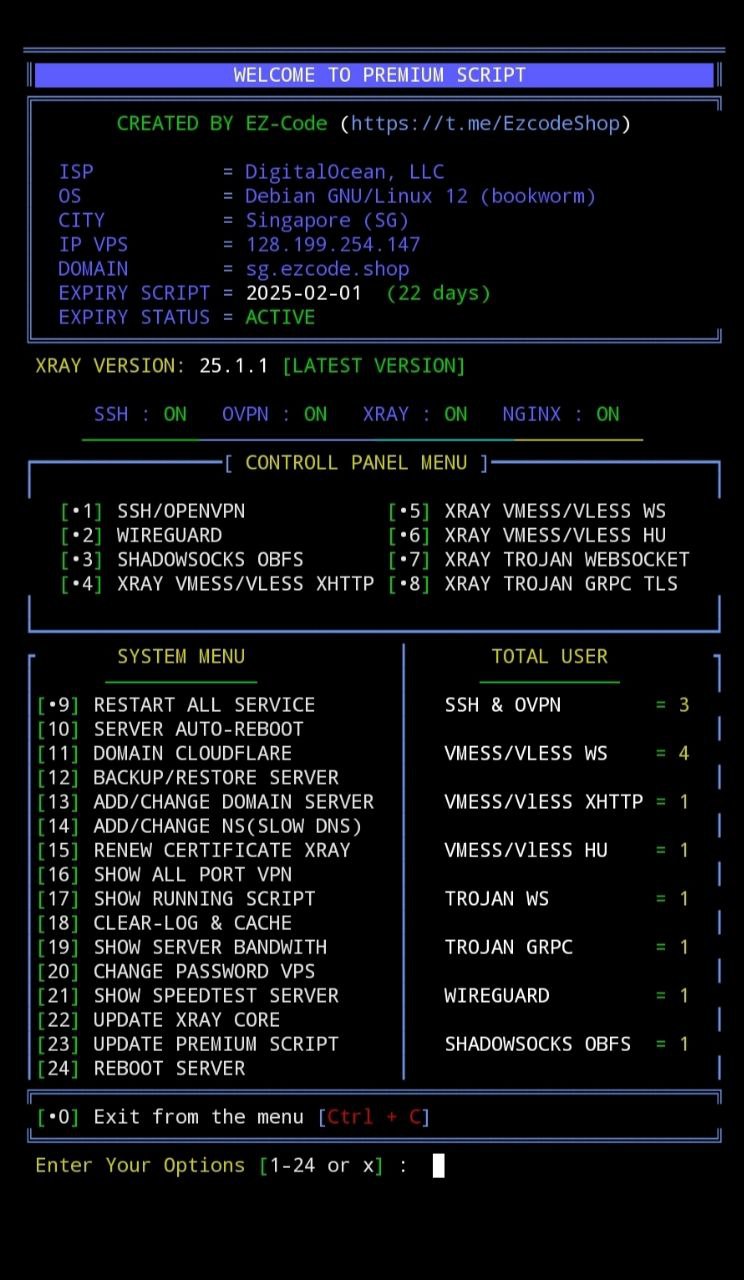 WELCOME TO PREMIUM SCRIPT
CREATED BY EZ-Code (https://t.me/EzcodeShop)
ISP = DigitalOcean, LLC
OS = Debian GNU/Linux 12 (bookworm)
CITY = Singapore (SG)
IP VPS = 128.199.254.147
DOMAIN = sg.ezcode.shop
EXPIRY SCRIPT = 2025-02-01 (22 days)
EXPIRY STATUS = ACTIVE
XRAY VERSION: 25.1.1 [LATEST VERSION]
SSH : ON OVPN : ON XRAY : ON NGINX : ON
[ CONTROLL PANEL MENU ]
[•1] SSH/OPENVPN [•5] XRAY VMESS/VLESS WS
[•2] WIREGUARD [•6] XRAY VMESS/VLESS HU
[•3] SHADOWSOCKS OBFS [•7] XRAY TROJAN WEBSOCKET
[•4] XRAY VMESS/VLESS XHTTP [•8] XRAY TROJAN GRPC TLS
SYSTEM MENU TOTAL USER
[•9] RESTART ALL SERVICE SSH & OVPN = 3
[10] SERVER AUTO-REBOOT
[11] DOMAIN CLOUDFLARE VMESS/VLESS WS = 4
[12] BACKUP/RESTORE SERVER
[13] ADD/CHANGE DOMAIN SERVER VMESS/VlESS XHTTP = 1
[14] ADD/CHANGE NS(SLOW DNS)
[15] RENEW CERTIFICATE XRAY VMESS/VlESS HU = 1
[16] SHOW ALL PORT VPN
[17] SHOW RUNNING SCRIPT TROJAN WS = 1
[18] CLEAR-LOG & CACHE
[19] SHOW SERVER BANDWITH TROJAN GRPC = 1
[20] CHANGE PASSWORD VPS
[21] SHOW SPEEDTEST SERVER WIREGUARD = 1
[22] UPDATE XRAY CORE
[23] UPDATE PREMIUM SCRIPT SHADOWSOCKS OBFS = 1
[24] REBOOT SERVER
[•0] Exit from the menu [Ctrl + C]
Enter Your Options [1-24 or x] :